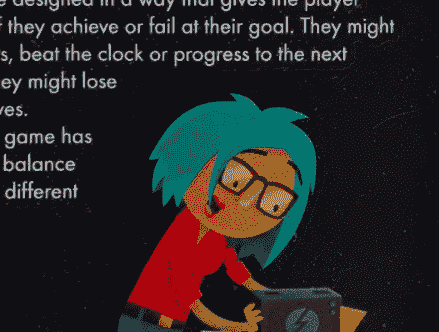 designed in a way that gives the player
if they achieve or fail at their goal. They might
s, beat the clock or progress to the next
ey might lose
ves.
game has
balance
different